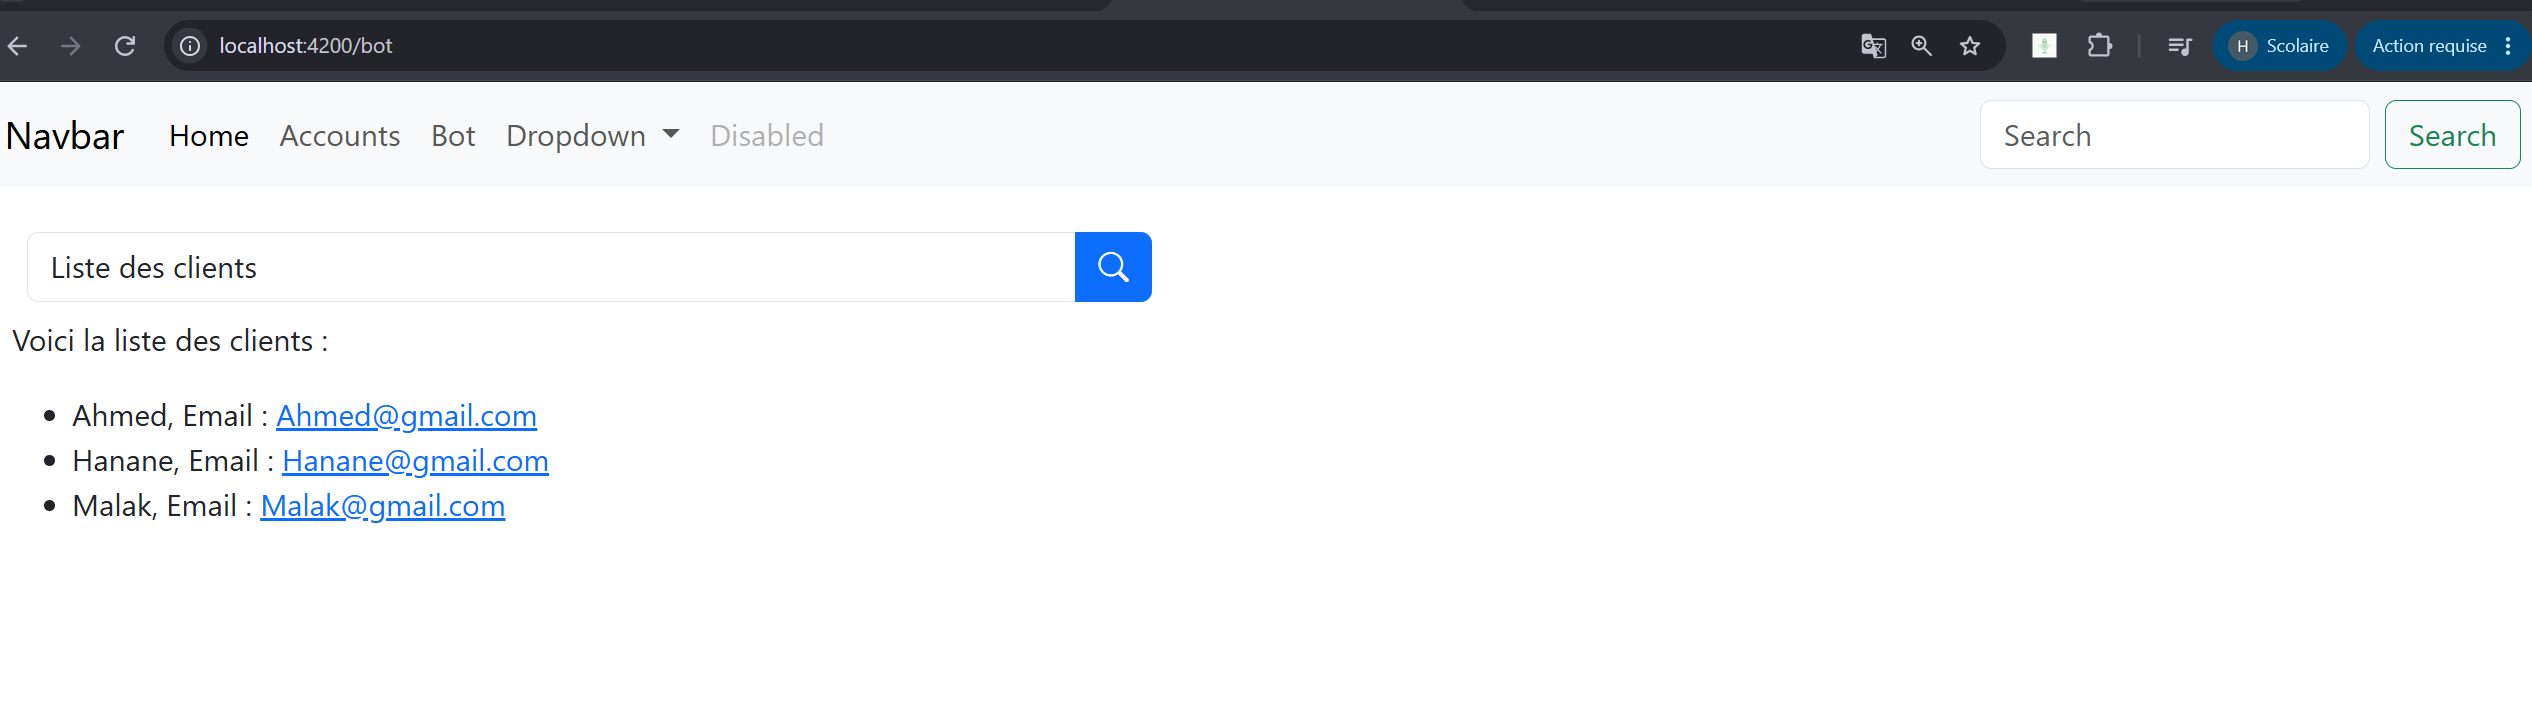 localhost:4200/bot
H Scolaire Action requise
Navbar Home Accounts Bot Dropdown Disabled Search Search
Liste des clients
Voici la liste des clients :
Ahmed, Email : Ahmed@gmail.com
Hanane, Email : Hanane@gmail.com
Malak, Email : Malak@gmail.com